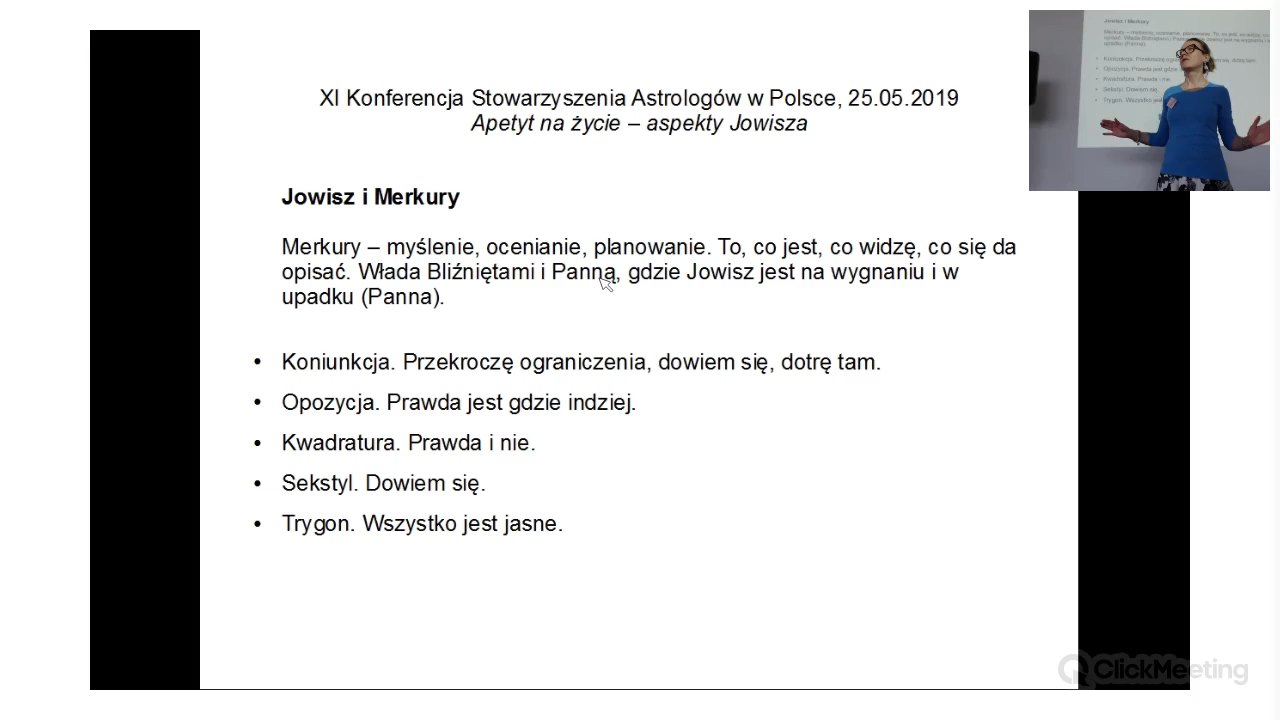 XI Konferencja Stowarzyszenia Astrologów w Polsce, 25.05.2019
Apetyt na życie – aspekty Jowisza
Jowisz i Merkury
Merkury – myślenie, ocenianie, planowanie. To, co jest, co widzę, co się da
opisać. Włada Bliźniętami i Panną, gdzie Jowisz jest na wygnaniu i w
upadku (Panna).
• Koniunkcja. Przekroczę ograniczenia, dowiem się, dotrę tam.
• Opozycja. Prawda jest gdzie indziej.
• Kwadratura. Prawda i nie.
• Sekstyl. Dowiem się.
• Trygon. Wszystko jest jasne.
ClickMeeting